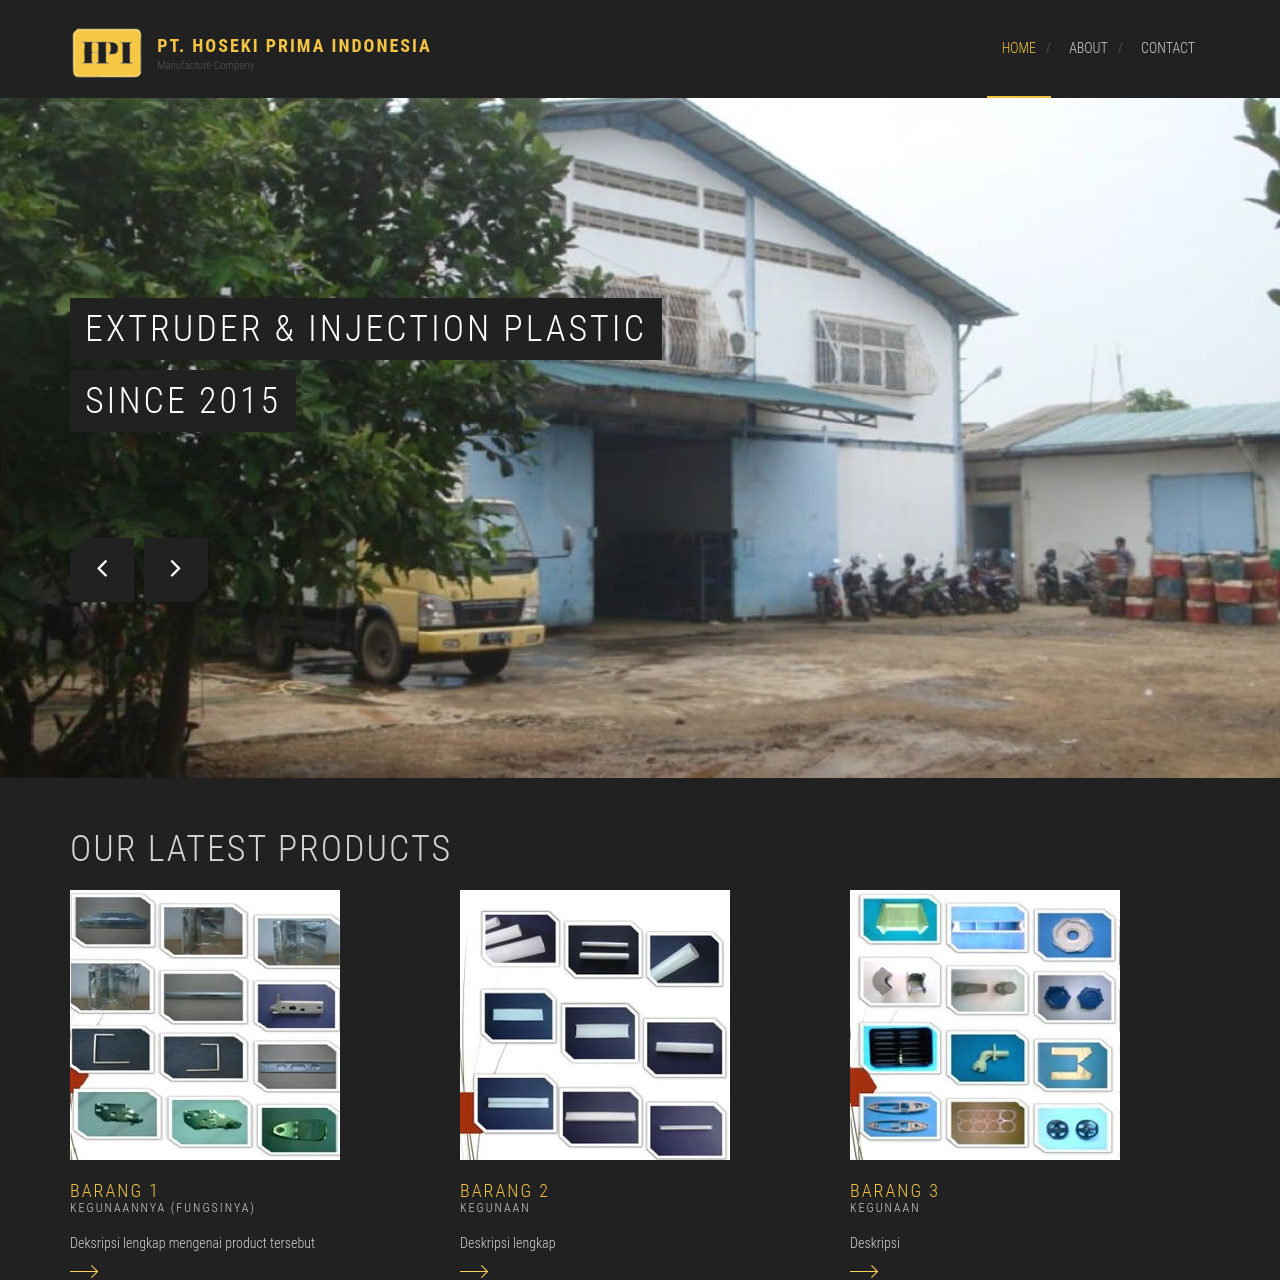 IPI
PT. HOSEKI PRIMA INDONESIA
Manufacture Company
HOME / ABOUT / CONTACT
EXTRUDER & INJECTION PLASTIC
SINCE 2015
OUR LATEST PRODUCTS
BARANG 1
KEGUNAANNYA (FUNGSINYA)
Deksripsi lengkap mengenai product tersebut
BARANG 2
KEGUNAAN
Deskripsi lengkap
BARANG 3
KEGUNAAN
Deskripsi